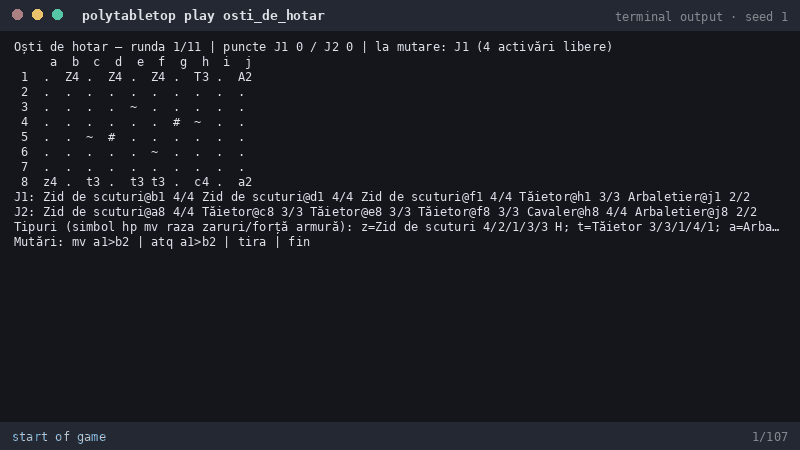 polytabletop play osti_de_hotar
terminal output · seed 1
Oști de hotar — runda 1/11 | puncte J1 0 / J2 0 | la mutare: J1 (4 activări libere)
a b c d e f g h i j
1 . Z4 . Z4 . Z4 . T3 . A2
2 . . . . . . . . . .
3 . . . . ~ . . . . .
4 . . . . . . # ~ . .
5 . . ~ # . . . . . .
6 . . . . . ~ . . . .
7 . . . . . . . . . .
8 z4 . t3 . t3 t3 . c4 . a2
J1: Zid de scuturi@b1 4/4 Zid de scuturi@d1 4/4 Zid de scuturi@f1 4/4 Tăietor@h1 3/3 Arbaletier@j1 2/2
J2: Zid de scuturi@a8 4/4 Tăietor@c8 3/3 Tăietor@e8 3/3 Tăietor@f8 3/3 Cavaler@h8 4/4 Arbaletier@j8 2/2
Tipuri (simbol hp mv raza zaruri/forță armură): z=Zid de scuturi 4/2/1/3/3 H; t=Tăietor 3/3/1/4/1; a=Arba…
Mutări: mv a1>b2 | atq a1>b2 | tira | fin
start of game
1/107